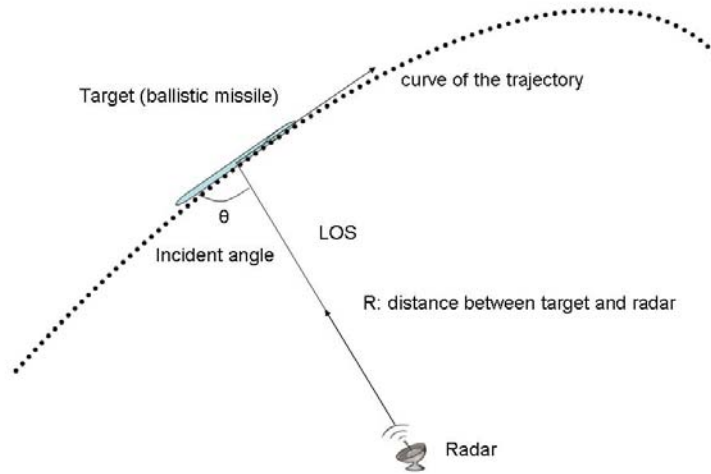 curve of the trajectory
Target (ballistic missile)
θ
LOS
Incident angle
R: distance between target and radar
Radar